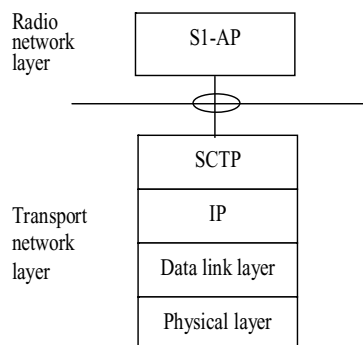 Radio
network
layer
S1-AP
SCTP
IP
Transport
network
layer
Data link layer
Physical layer